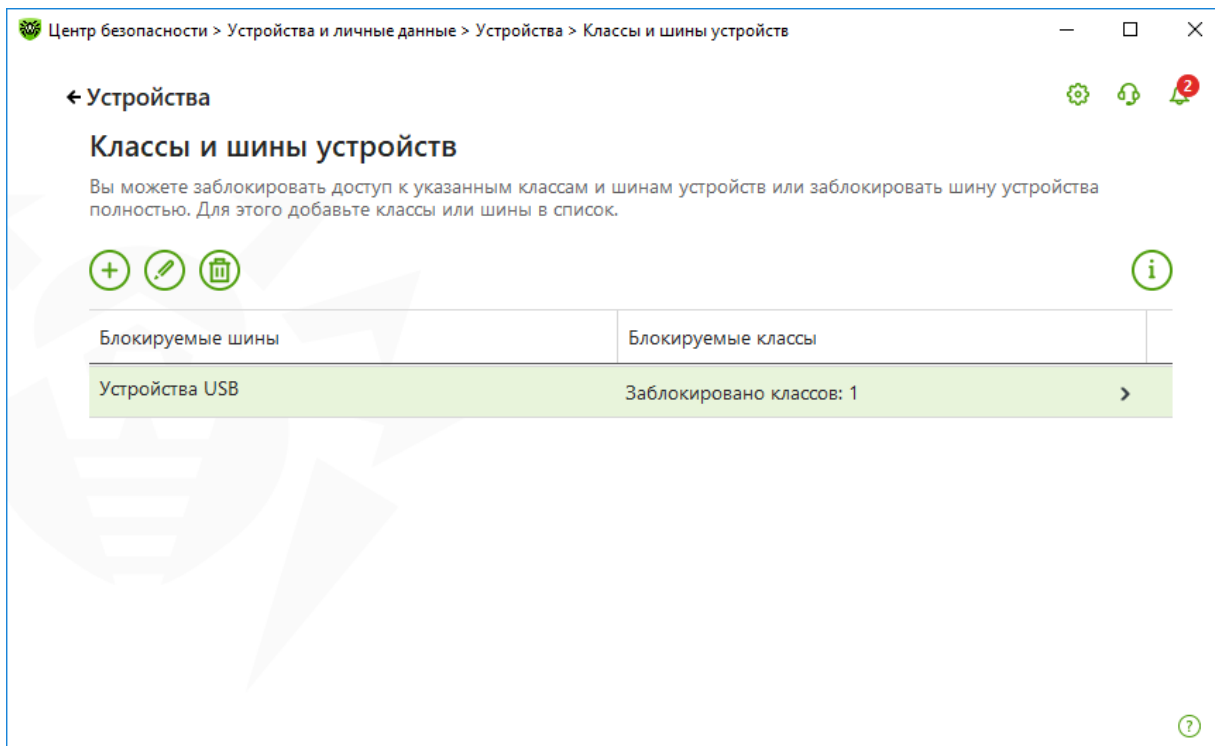 Центр безопасности > Устройства и личные данные > Устройства > Классы и шины устройств
Устройства
2
Классы и шины устройств
Вы можете заблокировать доступ к указанным классам и шинам устройств или заблокировать шину устройства
полностью. Для этого добавьте классы или шины в список.
i
Блокируемые шины Блокируемые классы
Устройства USB Заблокировано классов: 1
?